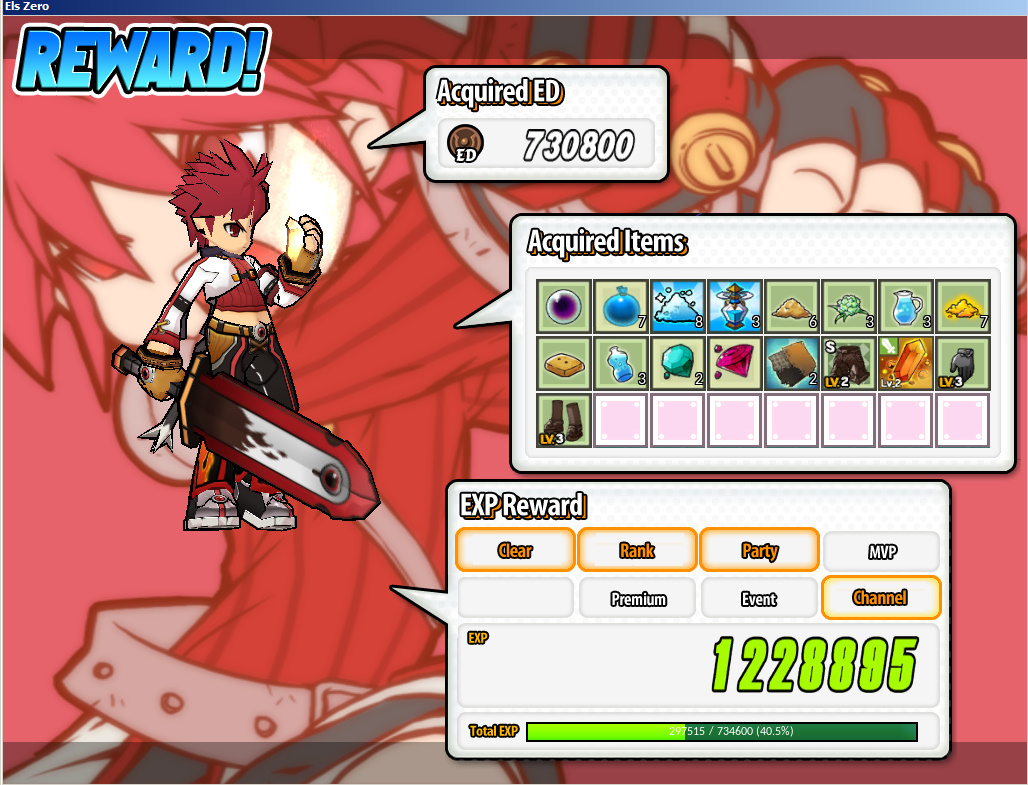 Els Zero
REWARD!
Acquired ED
ED
730800
Acquired Items
7 8 3 6 3 3 7
3 2 2 S LV.2 LV.2 LV.3
LV.3
EXP Reward
Clear Rank Party MVP
Premium Event Channel
EXP
1228895
Total EXP 297515 / 734600 (40.5%)